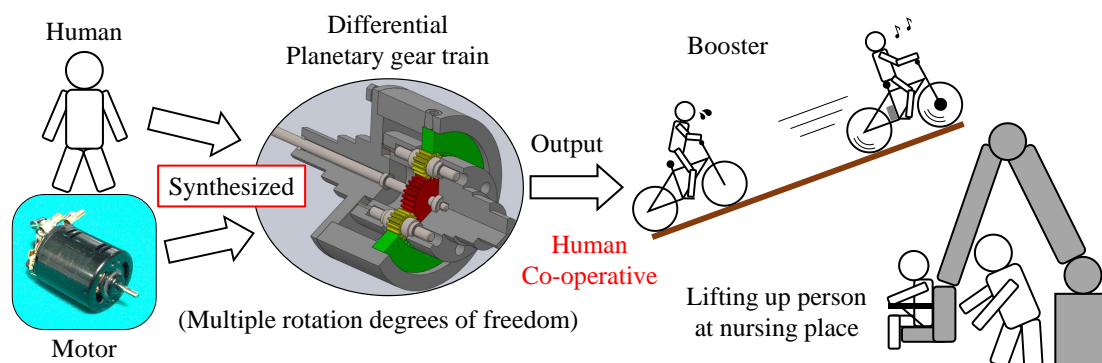 Human
Differential
Planetary gear train
Booster
Synthesized
Output
Human
Co-operative
(Multiple rotation degrees of freedom)
Motor
Lifting up person
at nursing place